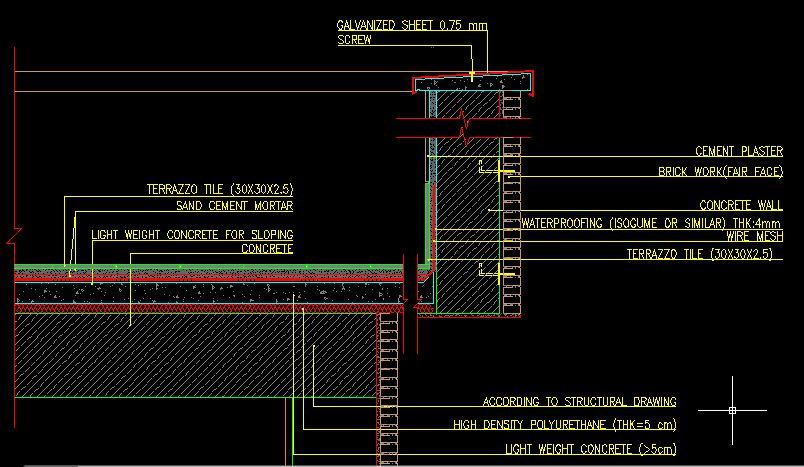 GALVANIZED SHEET 0.75 mm
SCREW
CEMENT PLASTER
BRICK WORK(FAIR FACE)
TERRAZZO TILE (30X30X2.5)
SAND CEMENT MORTAR
CONCRETE WALL
WATERPROOFING (ISOGUME OR SIMILAR) THK:4mm
LIGHT WEIGHT CONCRETE FOR SLOPING
WIRE MESH
CONCRETE
TERRAZZO TILE (30X30X2.5)
ACCORDING TO STRUCTURAL DRAWING
HIGH DENSITY POLYURETHANE (THK=5 cm)
LIGHT WEIGHT CONCRETE (>5cm)